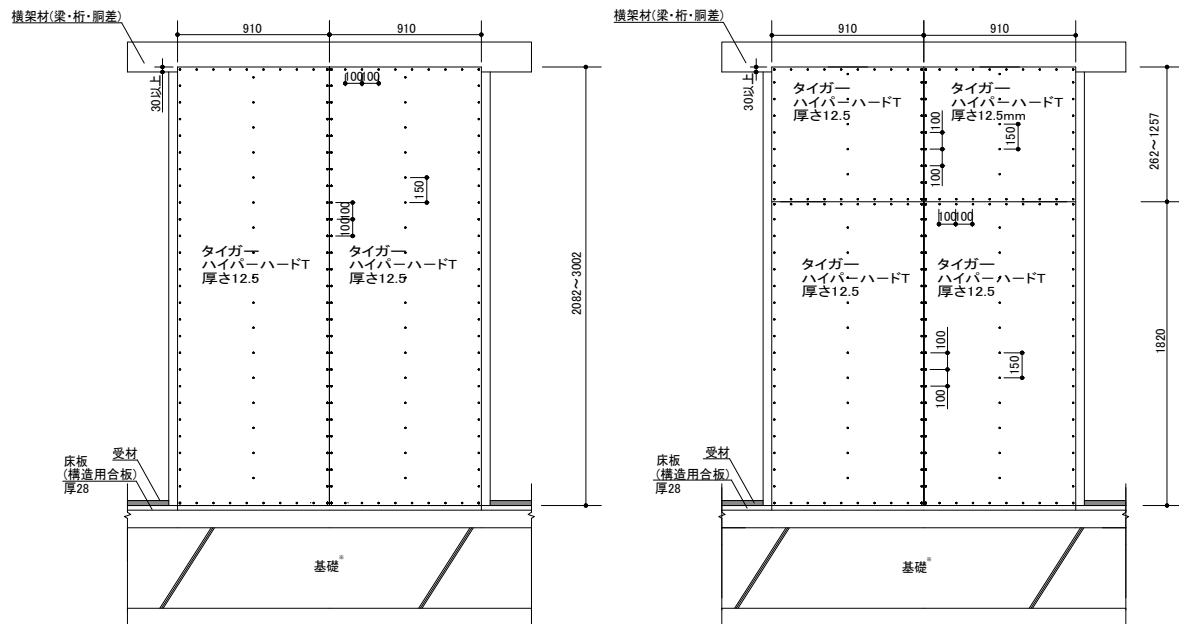 横架材(梁・桁・胴差)
910
910
100 100
30以上
150
100 100
タイガー
ハイパーハードT
厚さ12.5
タイガー
ハイパーハードT
厚さ12.5
2082～3002
床板
(構造用合板)
厚28
受材
基礎※
横架材(梁・桁・胴差)
910
910
30以上
タイガー
ハイパーハードT
厚さ12.5
タイガー
ハイパーハードT
厚さ12.5mm
100
100
150
262～1257
100 100
タイガー
ハイパーハードT
厚さ12.5
タイガー
ハイパーハードT
厚さ12.5
100
100
150
1820
床板
(構造用合板)
厚28
受材
基礎※